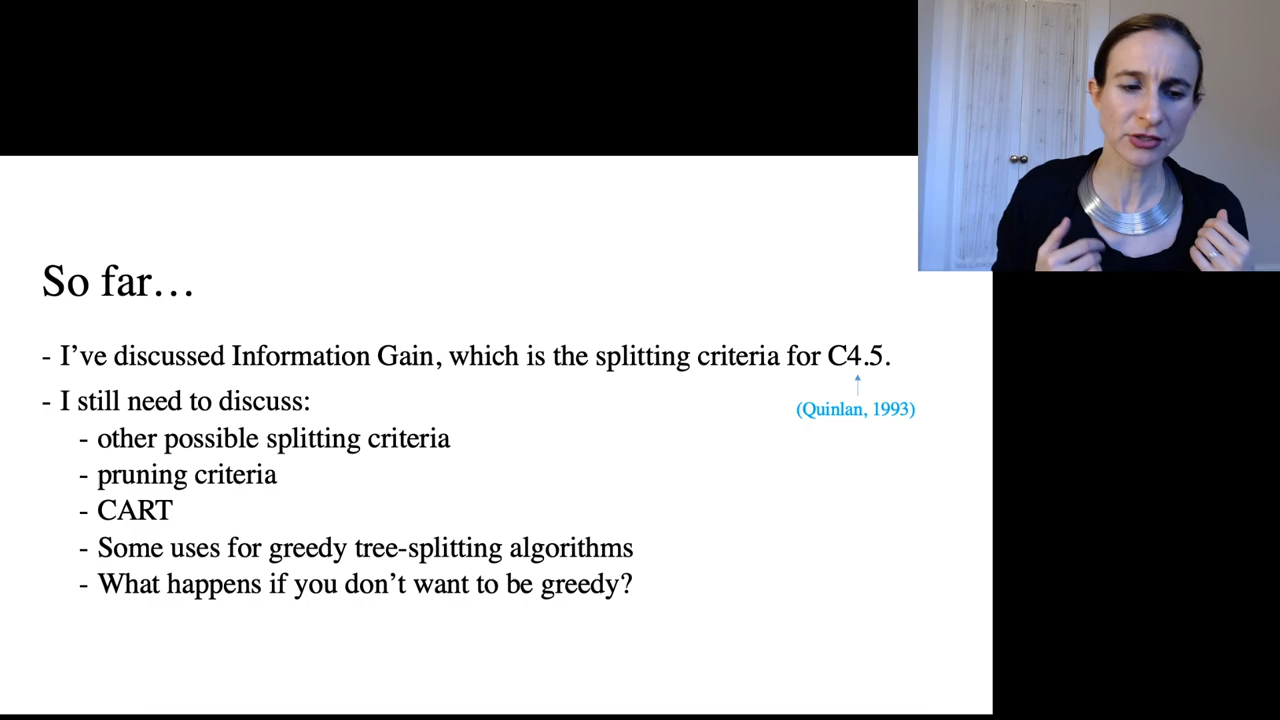 So far…
- I’ve discussed Information Gain, which is the splitting criteria for C4.5.
(Quinlan, 1993)
- I still need to discuss:
- other possible splitting criteria
- pruning criteria
- CART
- Some uses for greedy tree-splitting algorithms
- What happens if you don’t want to be greedy?